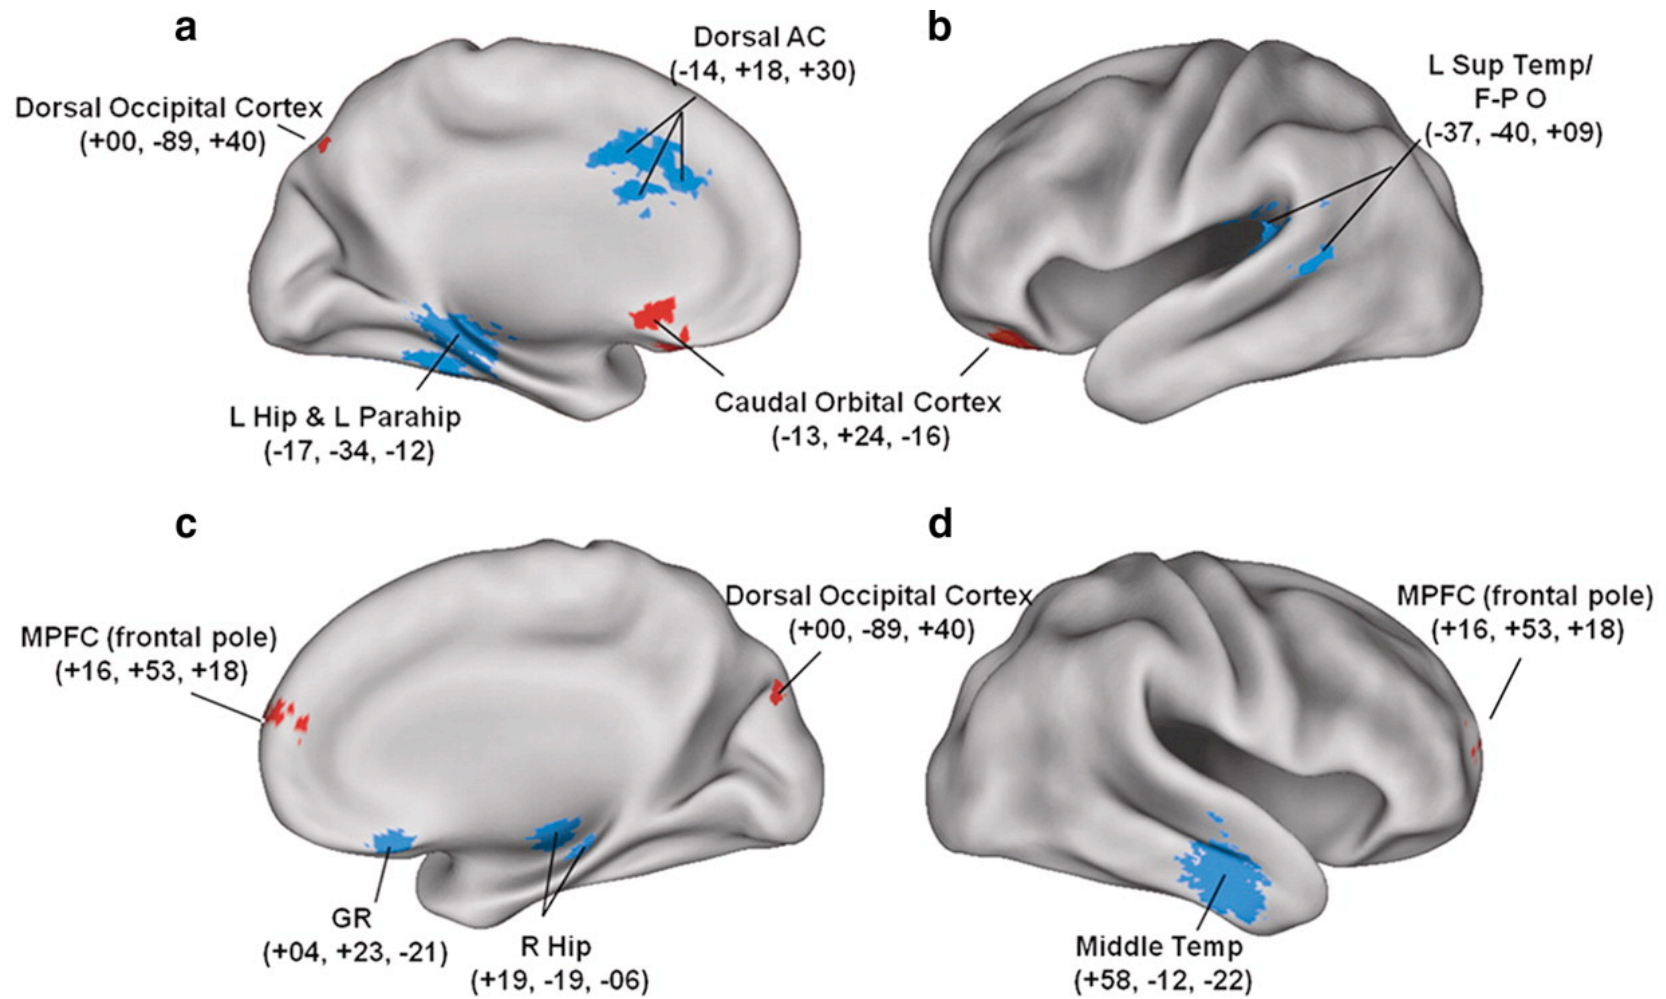 a
Dorsal AC
(-14, +18, +30)
Dorsal Occipital Cortex
(+00, -89, +40)
L Hip & L Parahip
(-17, -34, -12)
b
L Sup Temp/
F-P O
(-37, -40, +09)
Caudal Orbital Cortex
(-13, +24, -16)
c
MPFC (frontal pole)
(+16, +53, +18)
Dorsal Occipital Cortex
(+00, -89, +40)
GR
(+04, +23, -21)
R Hip
(+19, -19, -06)
d
MPFC (frontal pole)
(+16, +53, +18)
Middle Temp
(+58, -12, -22)